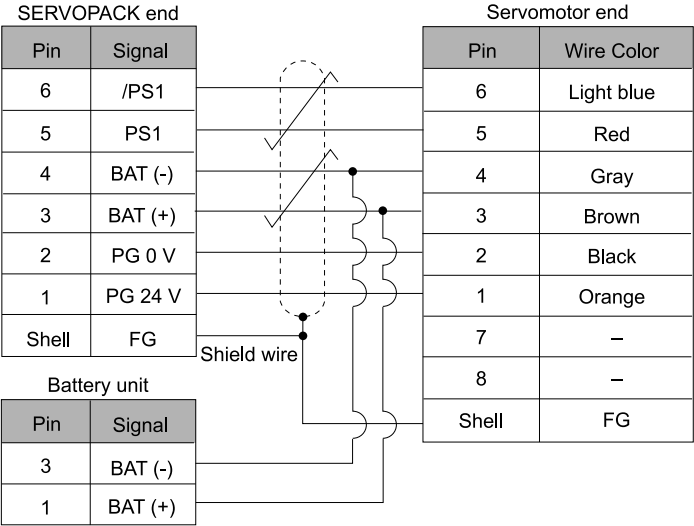 SERVOPACK end
Pin Signal
6 /PS1
5 PS1
4 BAT (-)
3 BAT (+)
2 PG 0 V
1 PG 24 V
Shell FG
Shield wire
Servomotor end
Pin Wire Color
6 Light blue
5 Red
4 Gray
3 Brown
2 Black
1 Orange
7 –
8 –
Shell FG
Battery unit
Pin Signal
3 BAT (-)
1 BAT (+)